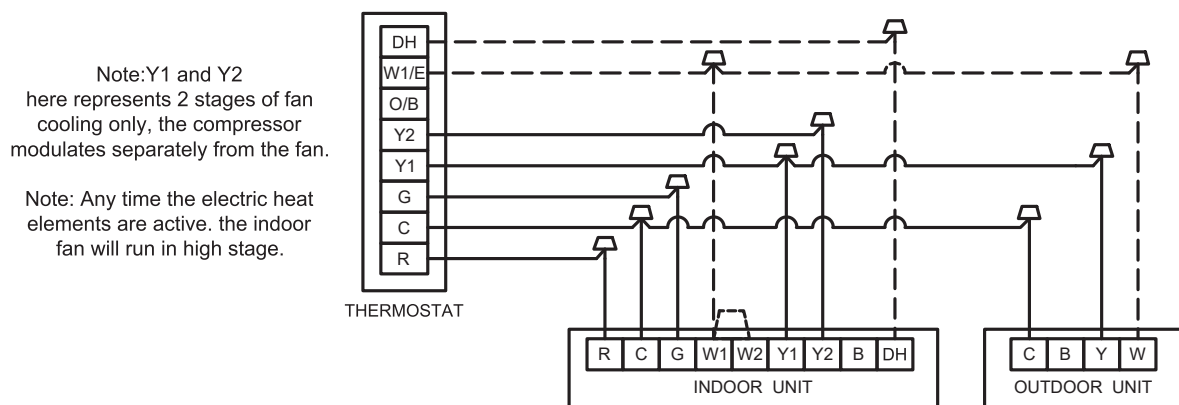 Note:Y1 and Y2
here represents 2 stages of fan
cooling only, the compressor
modulates separately from the fan.
Note: Any time the electric heat
elements are active. the indoor
fan will run in high stage.
DH
W1/E
O/B
Y2
Y1
G
C
R
THERMOSTAT
R C G W1 W2 Y1 Y2 B DH
INDOOR UNIT
C B Y W
OUTDOOR UNIT